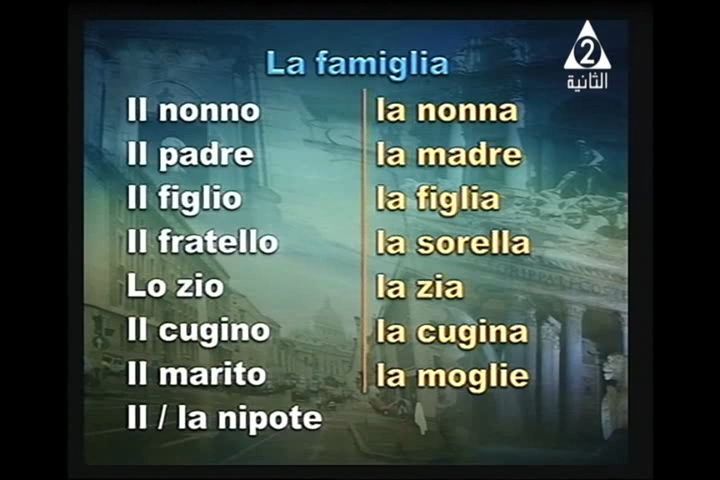 La famiglia
2
الثانية
Il nonno
la nonna
Il padre
la madre
Il figlio
la figlia
Il fratello
la sorella
Lo zio
la zia
Il cugino
la cugina
Il marito
la moglie
Il / la nipote